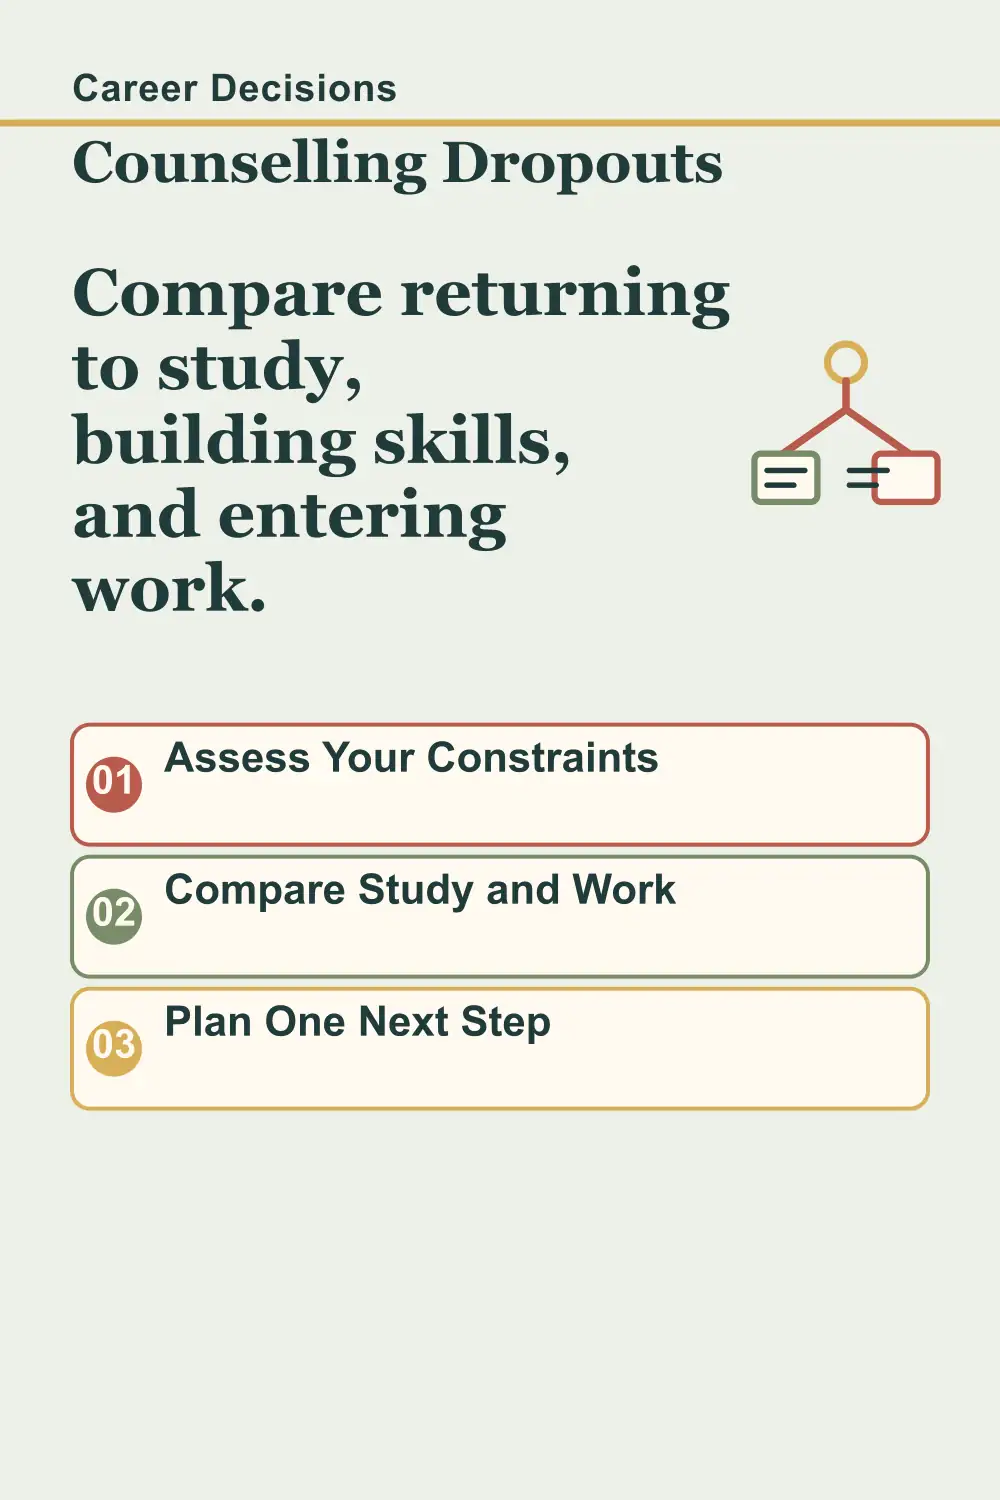 Career Decisions
Counselling Dropouts
Compare returning
to study,
building skills,
and entering
work.
01 Assess Your Constraints
02 Compare Study and Work
03 Plan One Next Step